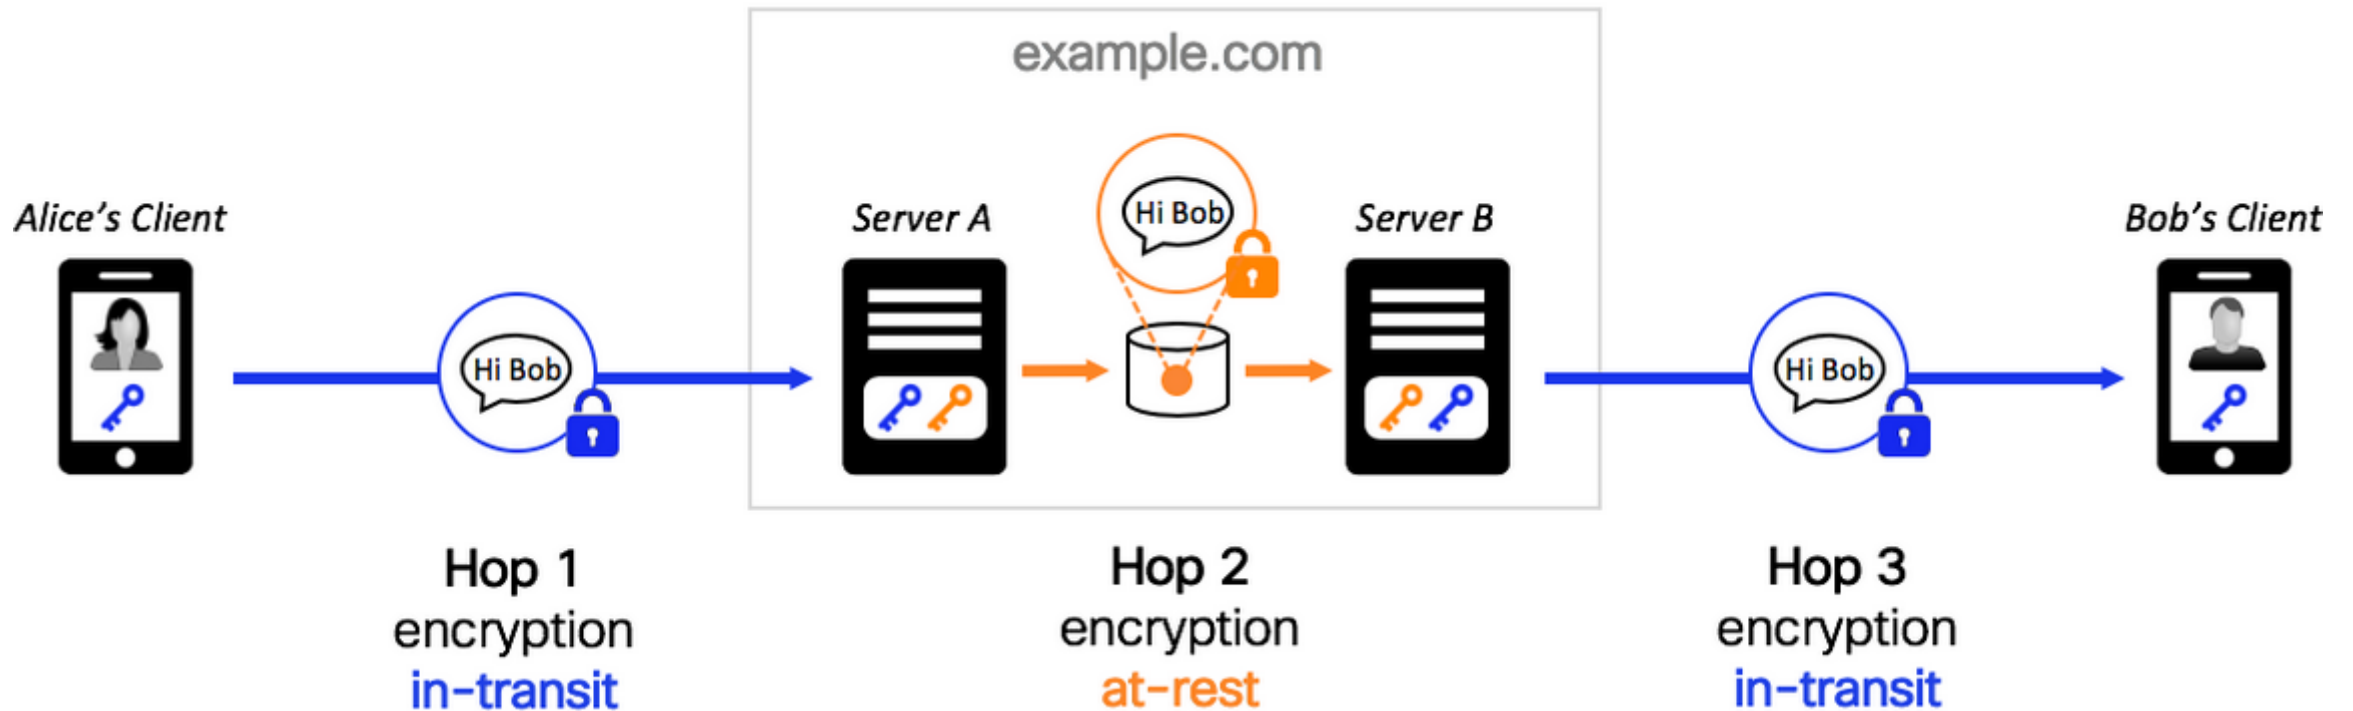 example.com
Alice's Client
Hi Bob
Server A
Hi Bob
Server B
Hi Bob
Bob's Client
Hop 1
encryption
in-transit
Hop 2
encryption
at-rest
Hop 3
encryption
in-transit